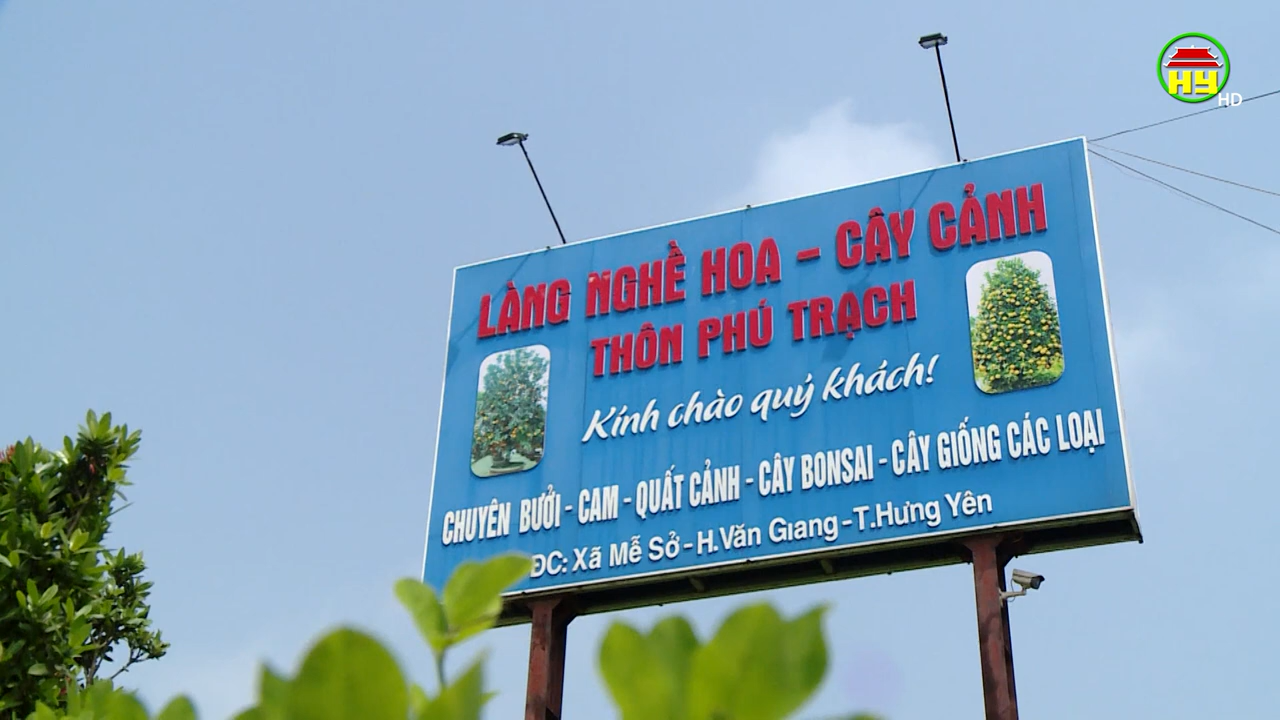 HY HD
LÀNG NGHỀ HOA - CÂY CẢNH
THÔN PHÚ TRẠCH
Kính chào quý khách!
CHUYÊN BƯỞI - CAM - QUẤT CẢNH - CÂY BONSAI - CÂY GIỐNG CÁC LOẠI
ĐC: Xã Mễ Sở - H.Văn Giang - T.Hưng Yên